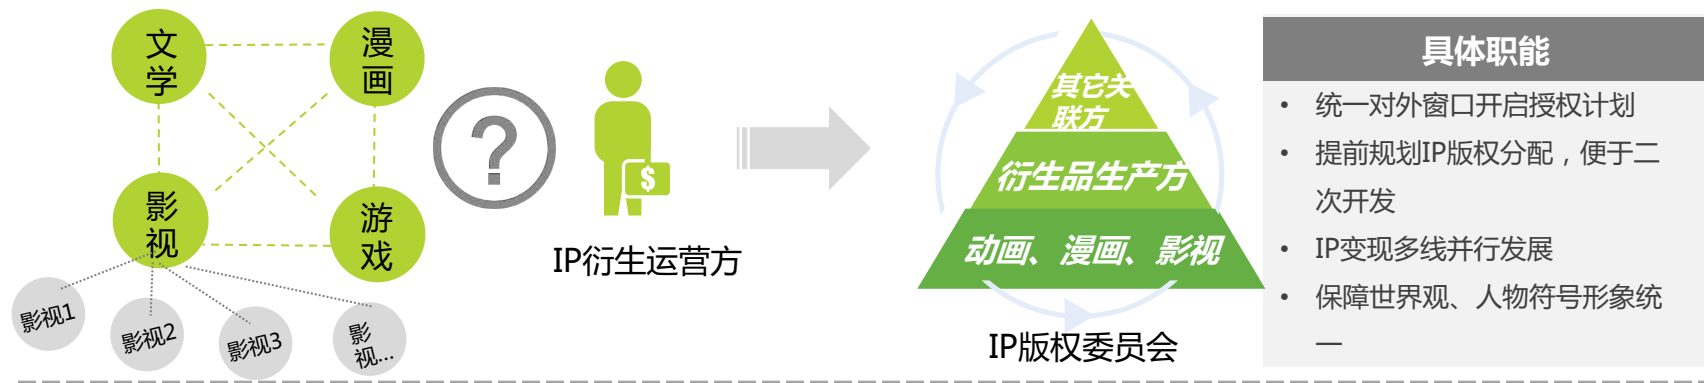 文
学
漫
画
影
视
游
戏
影视1
影视2
影视3
影
视...
?
$
IP衍生运营方
其它关
联方
衍生品生产方
动画、漫画、影视
IP版权委员会
具体职能
• 统一对外窗口开启授权计划
• 提前规划IP版权分配，便于二
次开发
• IP变现多线并行发展
• 保障世界观、人物符号形象统
一